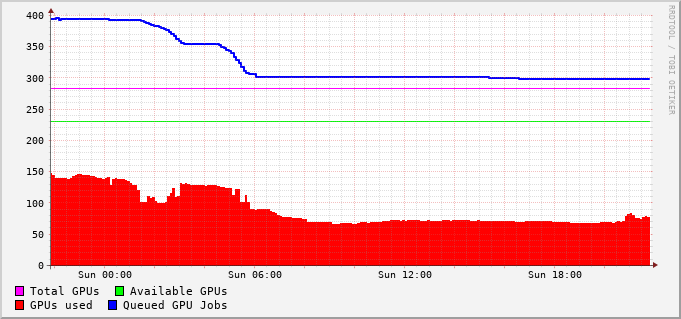 400
350
300
250
200
150
100
50
0
Sun 00:00 Sun 06:00 Sun 12:00 Sun 18:00
Total GPUs Available GPUs
GPUs used Queued GPU Jobs
RRDTOOL / TOBI OETIKER